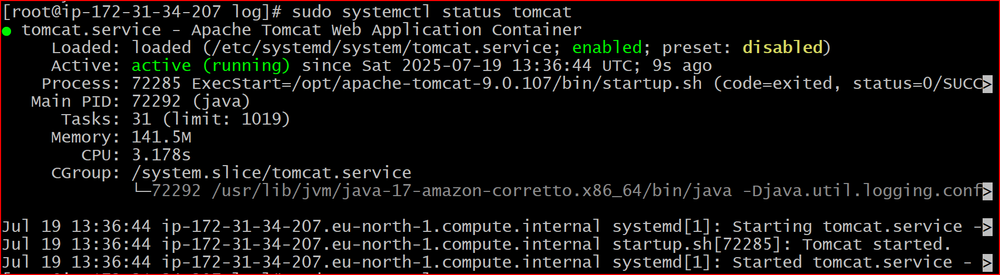 [root@ip-172-31-34-207 log]# sudo systemctl status tomcat
● tomcat.service - Apache Tomcat Web Application Container
Loaded: loaded (/etc/systemd/system/tomcat.service; enabled; preset: disabled)
Active: active (running) since Sat 2025-07-19 13:36:44 UTC; 9s ago
Process: 72285 ExecStart=/opt/apache-tomcat-9.0.107/bin/startup.sh (code=exited, status=0/SUCC>
Main PID: 72292 (java)
Tasks: 31 (limit: 1019)
Memory: 141.5M
CPU: 3.178s
CGroup: /system.slice/tomcat.service
└─72292 /usr/lib/jvm/java-17-amazon-corretto.x86_64/bin/java -Djava.util.logging.conf>
Jul 19 13:36:44 ip-172-31-34-207.eu-north-1.compute.internal systemd[1]: Starting tomcat.service ->
Jul 19 13:36:44 ip-172-31-34-207.eu-north-1.compute.internal startup.sh[72285]: Tomcat started.
Jul 19 13:36:44 ip-172-31-34-207.eu-north-1.compute.internal systemd[1]: Started tomcat.service - >